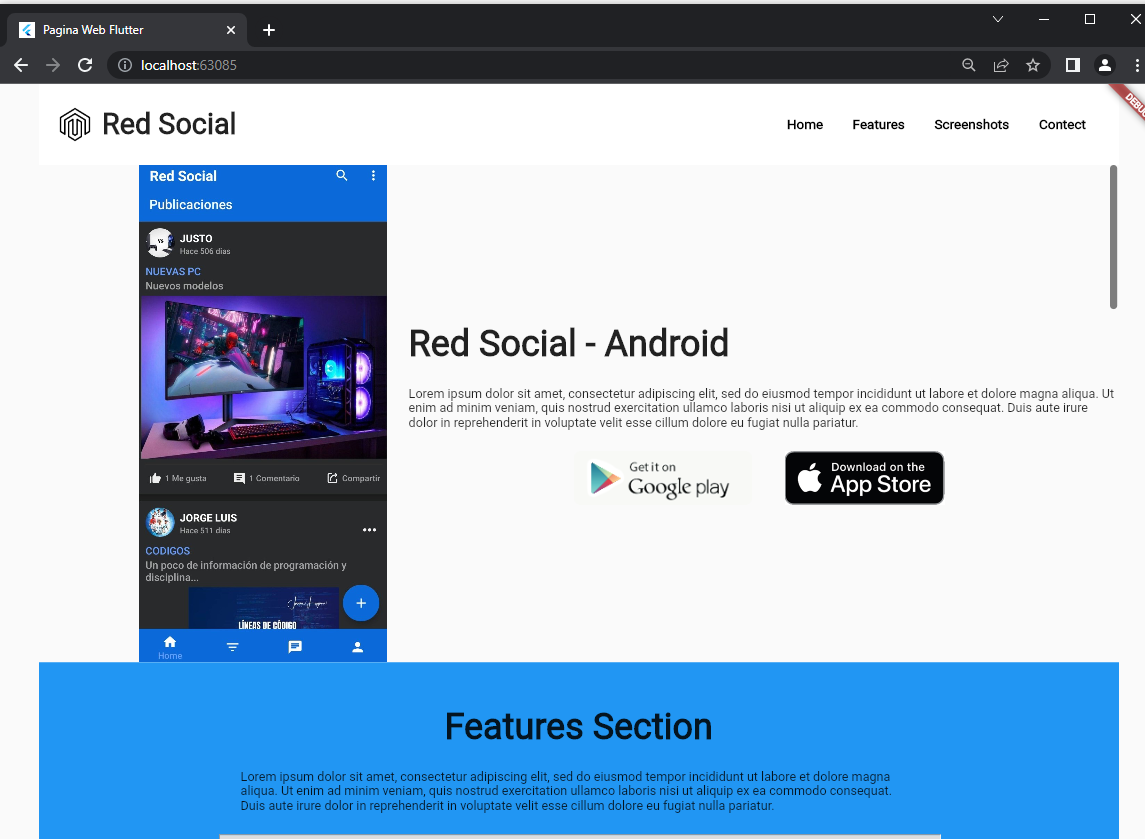 Pagina Web Flutter
localhost:63085
Red Social
Home
Features
Screenshots
Contect
Red Social
Publicaciones
JUSTO
Hace 506 días
NUEVAS PC
Nuevos modelos
1 Me gusta
1 Comentario
Compartir
JORGE LUIS
Hace 511 días
CODIGOS
Un poco de información de programación y
disciplina...
LÍNEAS DE CÓDIGO
Home
Red Social - Android
Lorem ipsum dolor sit amet, consectetur adipiscing elit, sed do eiusmod tempor incididunt ut labore et dolore magna aliqua. Ut
enim ad minim veniam, quis nostrud exercitation ullamco laboris nisi ut aliquip ex ea commodo consequat. Duis aute irure
dolor in reprehenderit in voluptate velit esse cillum dolore eu fugiat nulla pariatur.
Get it on
Google play
Download on the
App Store
Features Section
Lorem ipsum dolor sit amet, consectetur adipiscing elit, sed do eiusmod tempor incididunt ut labore et dolore magna
aliqua. Ut enim ad minim veniam, quis nostrud exercitation ullamco laboris nisi ut aliquip ex ea commodo consequat.
Duis aute irure dolor in reprehenderit in voluptate velit esse cillum dolore eu fugiat nulla pariatur.